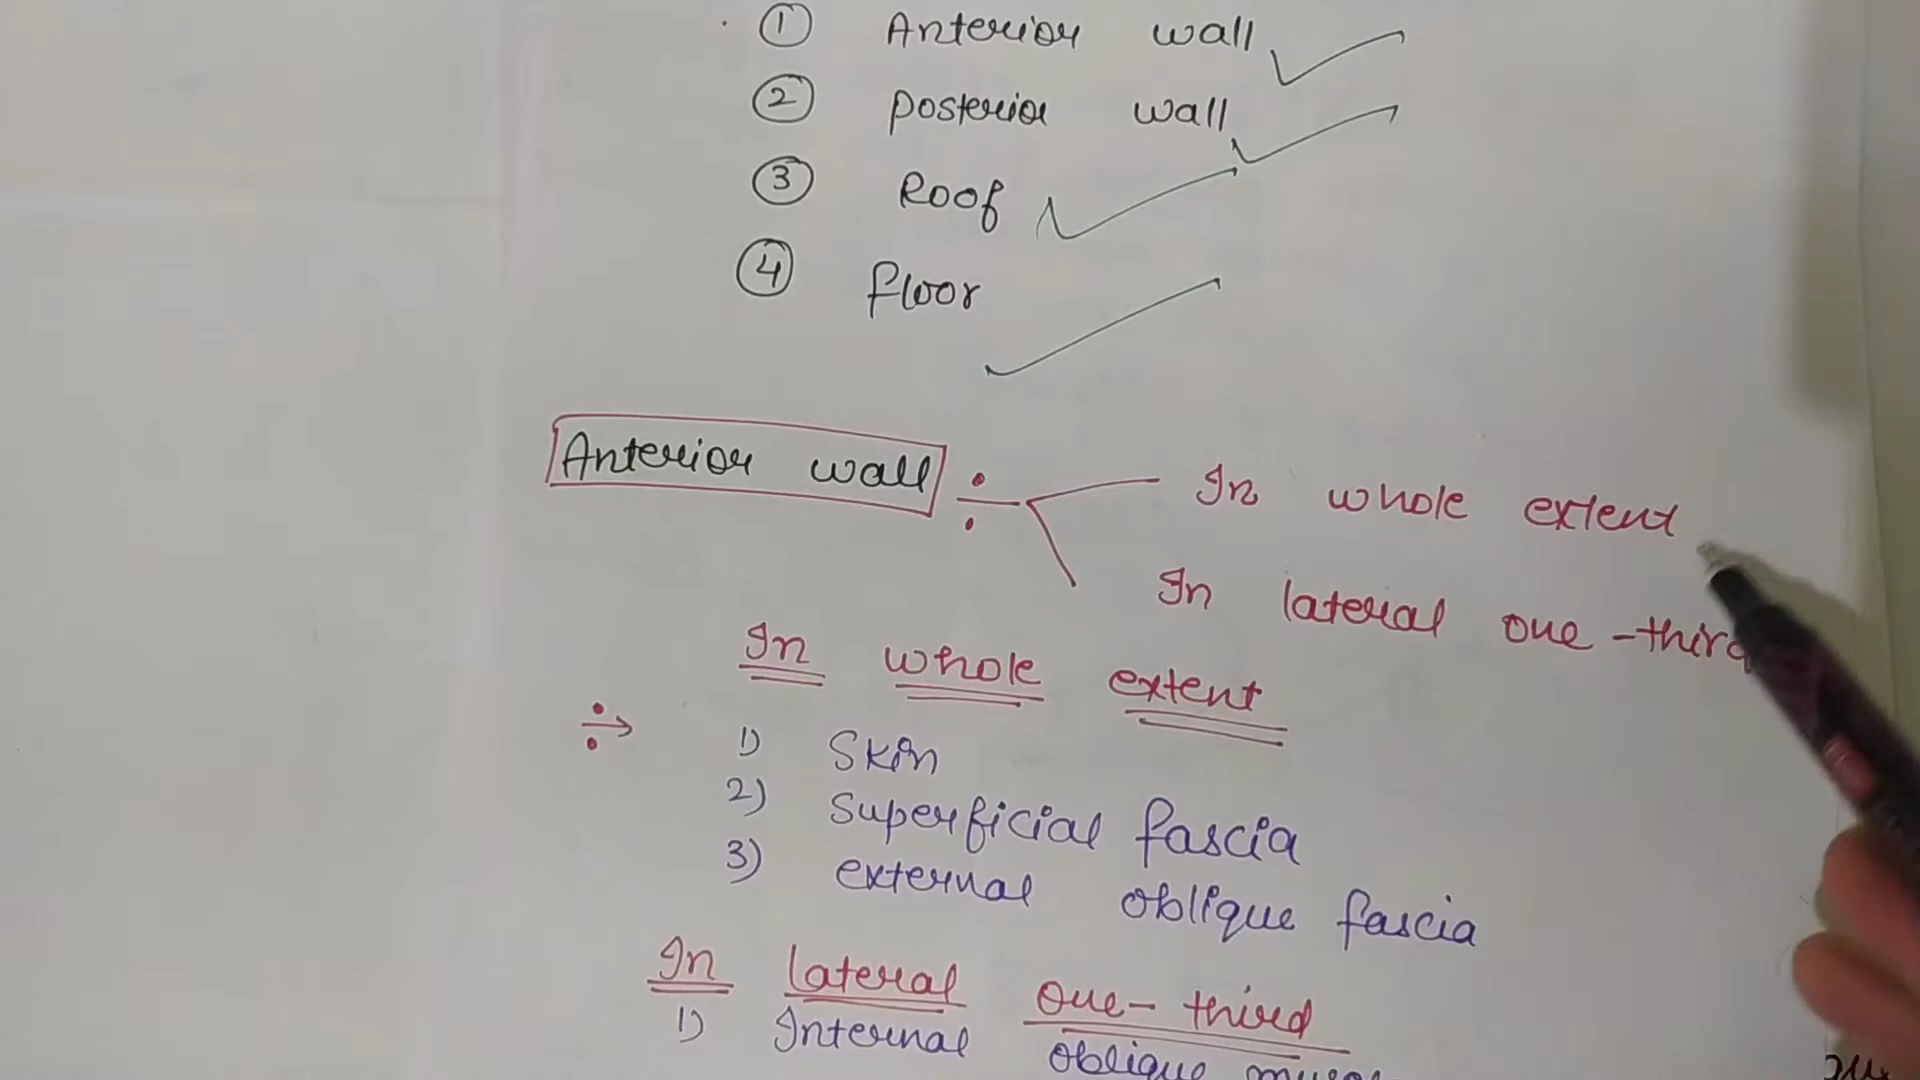 ① Anterior wall
② Posterior wall
③ Roof
④ floor
Anterior wall ÷ In whole extent
In lateral one-third
In whole extent
1) Skin
2) Superficial fascia
3) external oblique fascia
In lateral one-third
1) Internal oblique